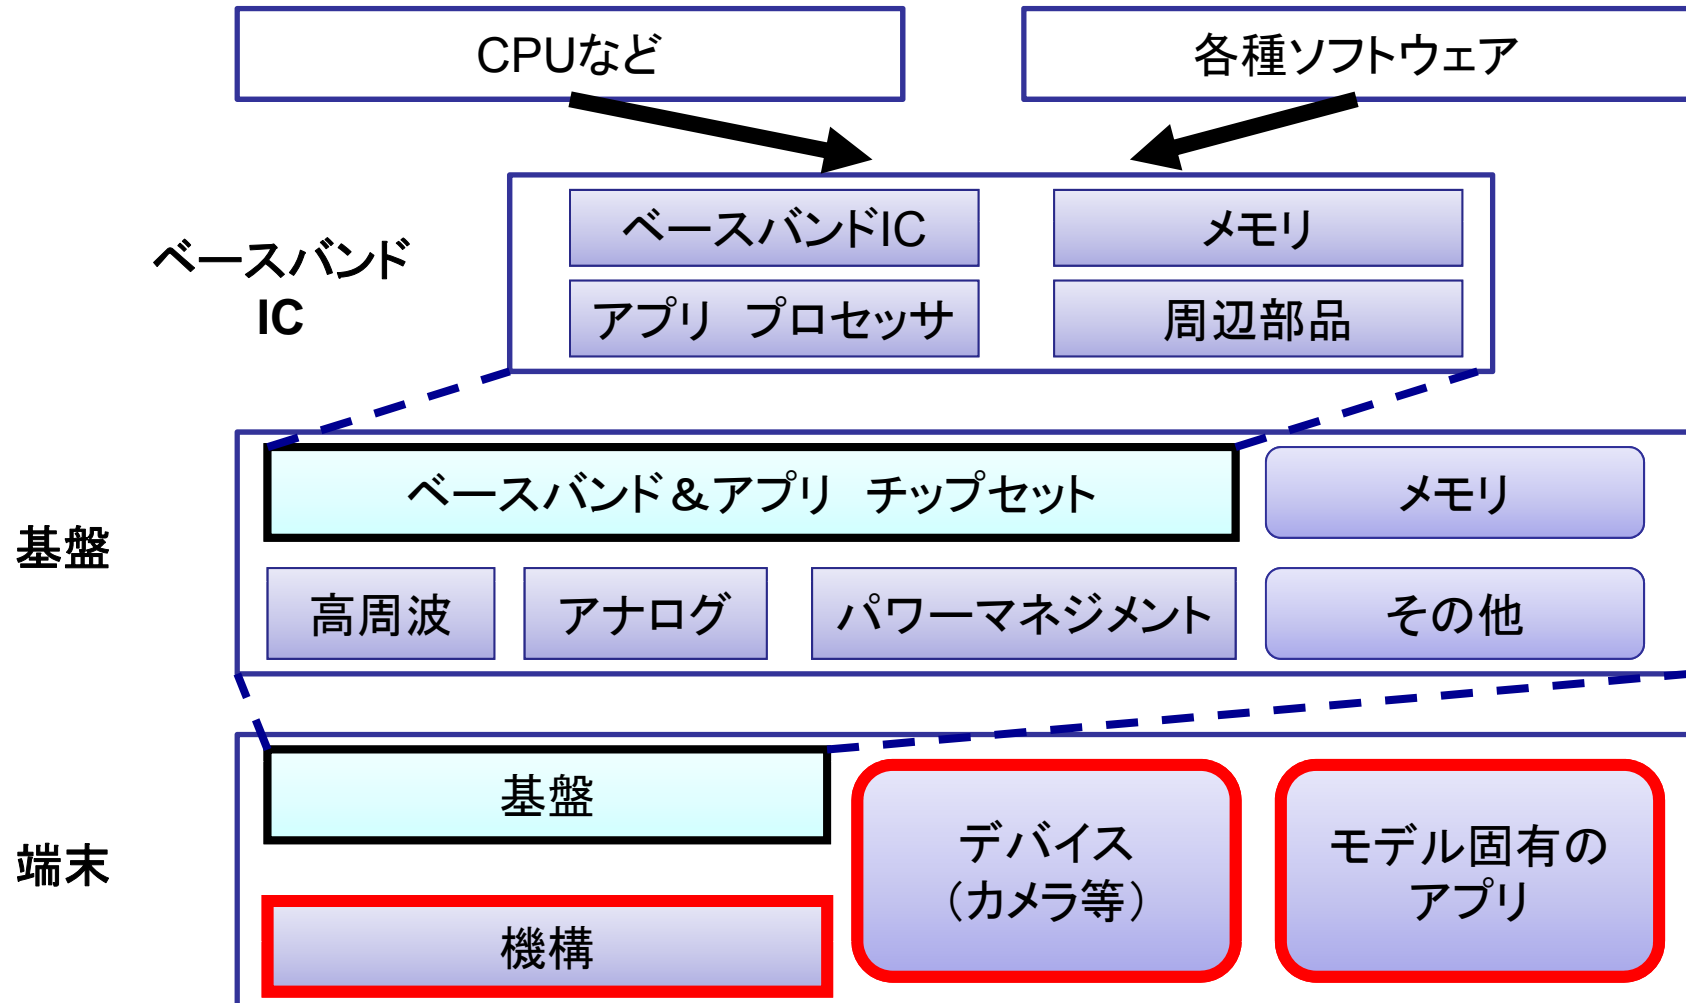 CPUなど
各種ソフトウェア
ベースバンド
IC
ベースバンドIC
メモリ
アプリ　プロセッサ
周辺部品
基盤
ベースバンド＆アプリ　チップセット
メモリ
高周波
アナログ
パワーマネジメント
その他
端末
基盤
機構
デバイス
（カメラ等）
モデル固有の
アプリ